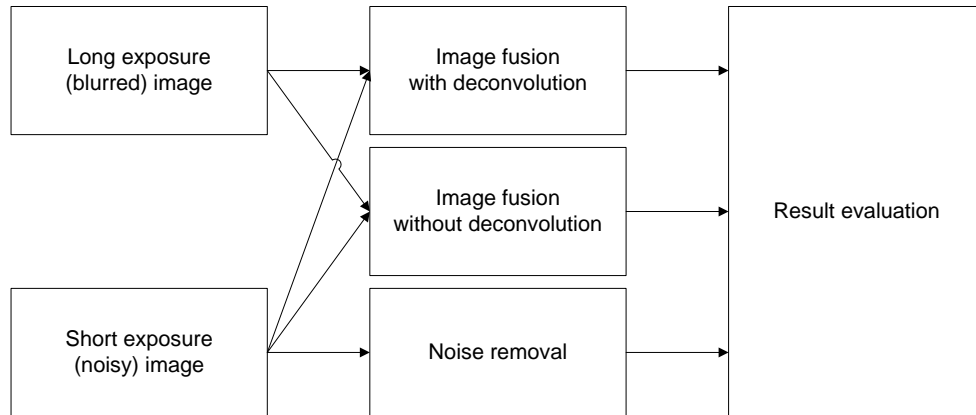 Long exposure
(blurred) image
Image fusion
with deconvolution
Image fusion
without deconvolution
Result evaluation
Short exposure
(noisy) image
Noise removal